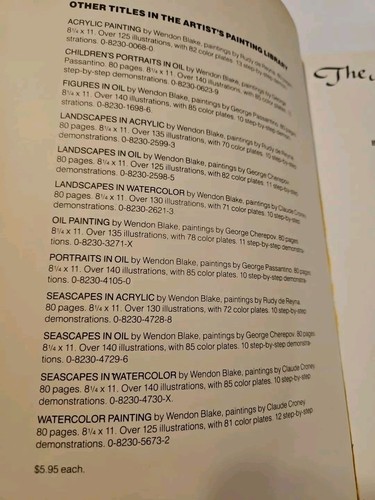 OTHER TITLES IN THE ARTIST'S PAINTING LIBRARY
ACRYLIC PAINTING by Wendon Blake, paintings by Rudy de Reyna.
8¼ x 11. Over 125 illustrations, with 82 color plates. 13 step-by-step
strations. 0-8230-0068-0
CHILDREN'S PORTRAITS IN OIL by Wendon Blake, paintings by George
Passantino. 80 pages. 8¼ x 11. Over 140 illustrations, with 85 color plates.
step-by-step demonstrations. 0-8230-0623-9
FIGURES IN OIL by Wendon Blake, paintings by George Passantino. 80 pages.
8¼ x 11. Over 140 illustrations, with 85 color plates. 10 step-by-step
strations. 0-8230-1698-6
LANDSCAPES IN ACRYLIC by Wendon Blake, paintings by Rudy de Reyna.
80 pages. 8¼ x 11. Over 135 illustrations, with 70 color plates. 10 step-by-step
demonstrations. 0-8230-2599-3
LANDSCAPES IN OIL by Wendon Blake, paintings by George Cherepov.
80 pages. 8¼ x 11. Over 125 illustrations, with 82 color plates. 11 step-by-step
demonstrations. 0-8230-2598-5
LANDSCAPES IN WATERCOLOR by Wendon Blake, paintings by Claude Croney.
80 pages. 8¼ x 11. Over 130 illustrations, with 71 color plates. 10 step-by-step
demonstrations. 0-8230-2621-3
OIL PAINTING by Wendon Blake, paintings by George Cherepov. 80 pages.
8¼ x 11. Over 135 illustrations, with 78 color plates. 11 step-by-step demonstra-
tions. 0-8230-3271-X
PORTRAITS IN OIL by Wendon Blake, paintings by George Passantino. 80 pages.
8¼ x 11. Over 140 illustrations, with 85 color plates. 10 step-by-step demonstra-
tions. 0-8230-4105-0
SEASCAPES IN ACRYLIC by Wendon Blake, paintings by Rudy de Reyna.
80 pages. 8¼ x 11. Over 130 illustrations, with 72 color plates. 10 step-by-step
demonstrations. 0-8230-4728-8
SEASCAPES IN OIL by Wendon Blake, paintings by George Cherepov. 80 pages.
8¼ x 11. Over 140 illustrations, with 85 color plates. 10 step-by-step demonstra-
tions. 0-8230-4729-6
SEASCAPES IN WATERCOLOR by Wendon Blake, paintings by Claude Croney.
80 pages. 8¼ x 11. Over 140 illustrations, with 85 color plates. 10 step-by-step
demonstrations. 0-8230-4730-X.
WATERCOLOR PAINTING by Wendon Blake, paintings by Claude Croney.
80 pages. 8¼ x 11. Over 125 illustrations, with 81 color plates. 12 step-by-step
demonstrations. 0-8230-5673-2
$5.95 each.
The